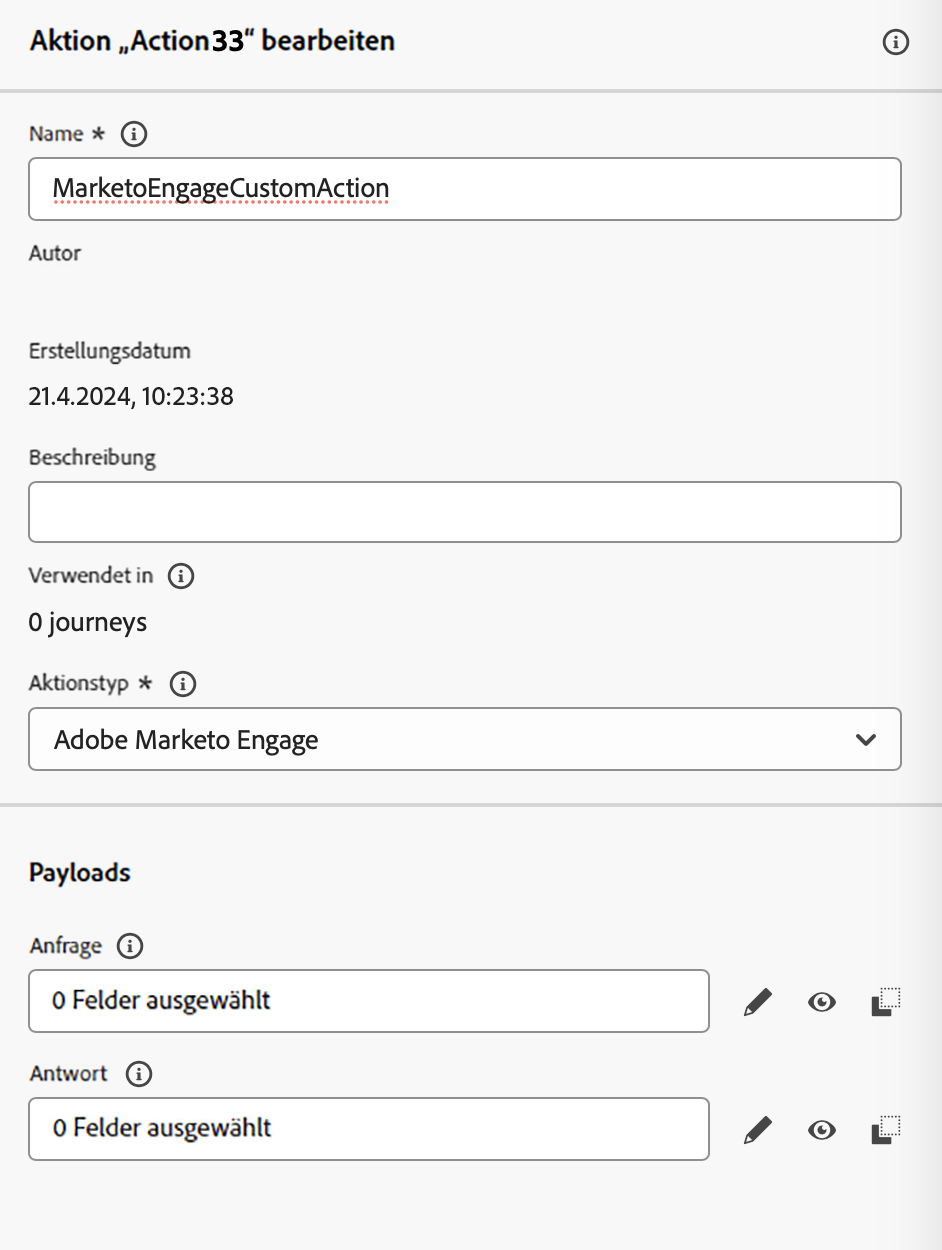 Aktion „Action33“ bearbeiten
Name *
MarketoEngageCustomAction
Autor
Erstellungsdatum
21.4.2024, 10:23:38
Beschreibung
Verwendet in
0 journeys
Aktionstyp *
Adobe Marketo Engage
Payloads
Anfrage
0 Felder ausgewählt
Antwort
0 Felder ausgewählt